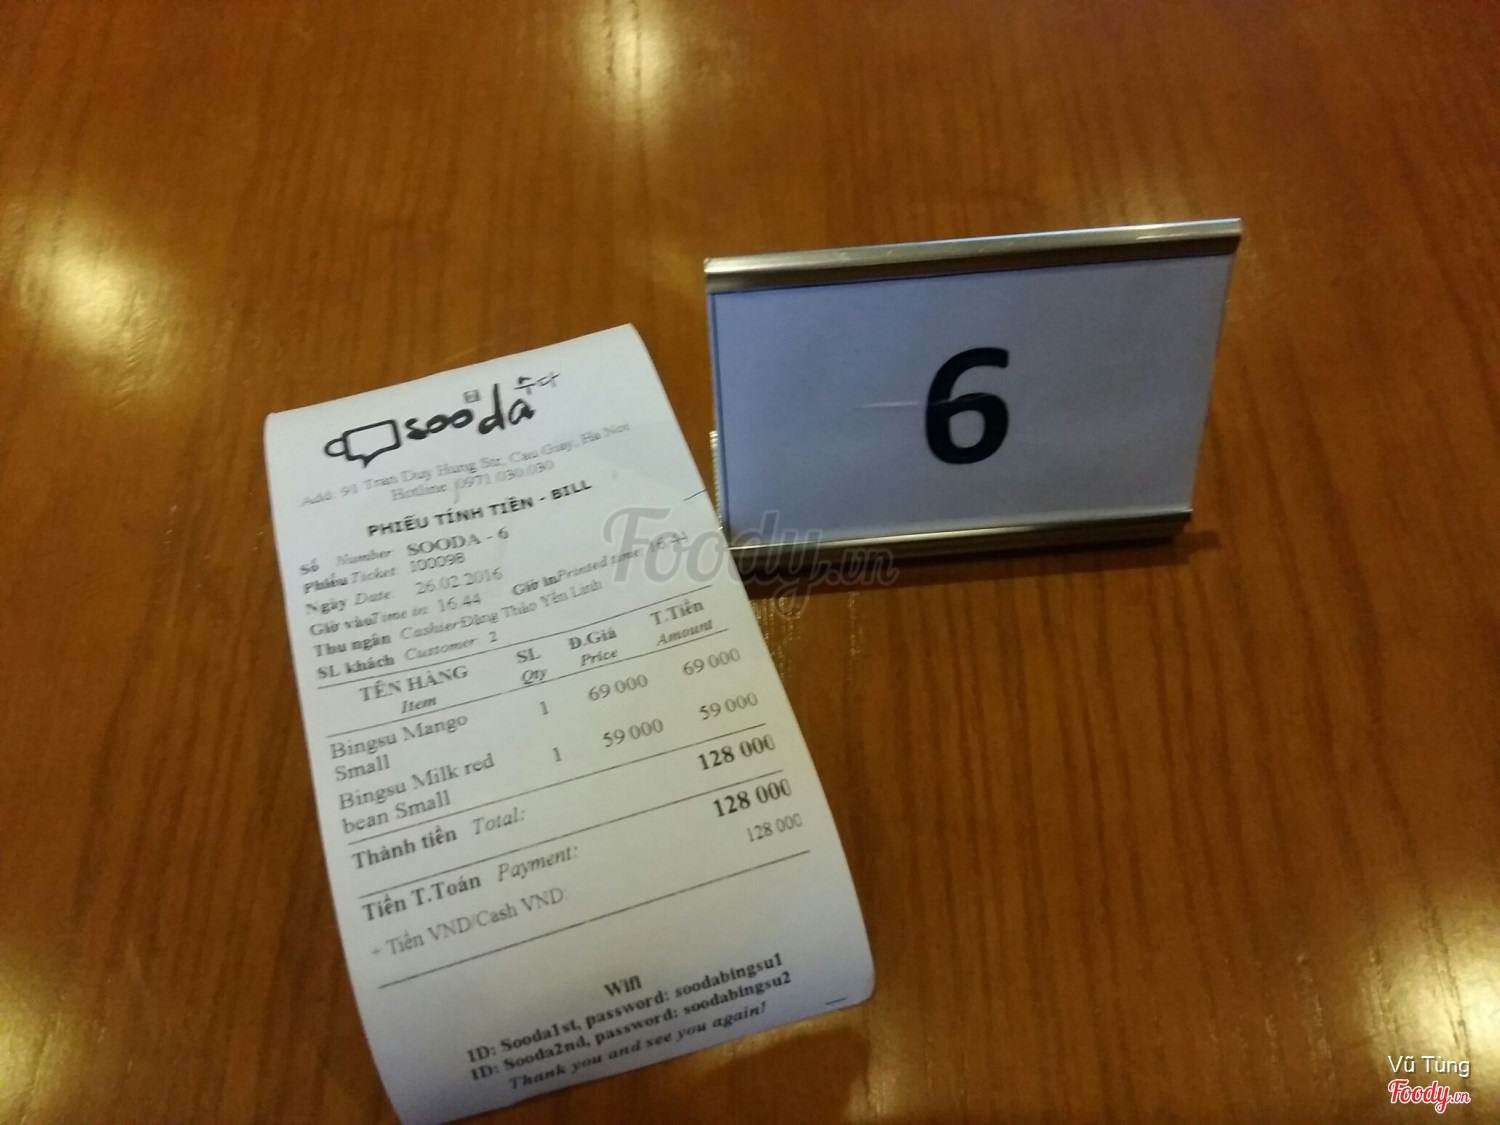 sooda 수다
Add: 91 Tran Duy Hung Str, Cau Giay, Ha Noi
Hotline: 0971.030.030
PHIẾU TÍNH TIỀN - BILL
Số Number SOODA - 6
Phiếu Ticket 100098
Ngày Date 26.02.2016
Giờ vào Time in: 16:44 Giờ in Printed time: 16:44
Thu ngân Cashier Đặng Thảo Yến Linh
SL khách Customer 2
TÊN HÀNG SL Đ.Giá T.Tiền
Item Qty Price Amount
Bingsu Mango 1 69 000 69 000
Small
Bingsu Milk red 1 59 000 59 000
bean Small
Thành tiền Total: 128 000
Tiền T.Toán Payment: 128 000
+ Tiền VND/Cash VND: 128 000
Wifi
ID: Sooda1st, password: soodabingsu1
ID: Sooda2nd, password: soodabingsu2
Thank you and see you again!
6
Foody.vn
Vũ Tùng
Foody.vn